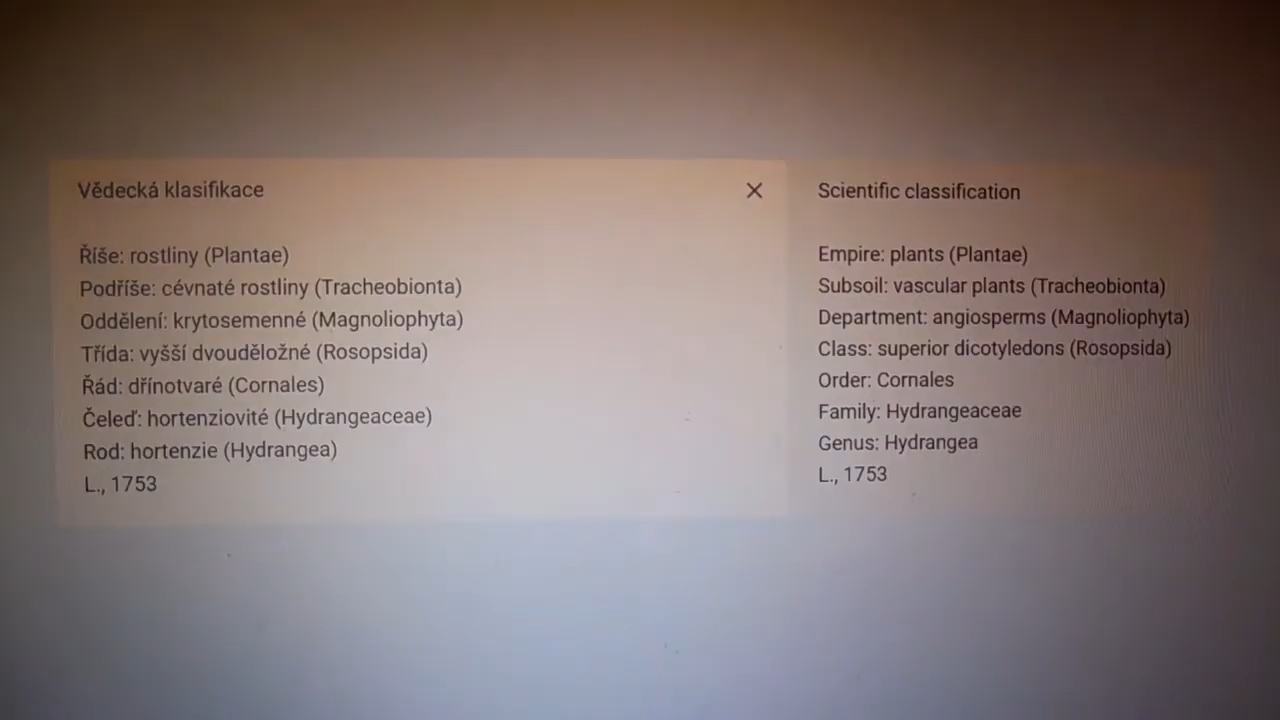 Vědecká klasifikace
Říše: rostliny (Plantae)
Podříše: cévnaté rostliny (Tracheobionta)
Oddělení: krytosemenné (Magnoliophyta)
Třída: vyšší dvouděložné (Rosopsida)
Řád: dřínotvaré (Cornales)
Čeleď: hortenziovité (Hydrangeaceae)
Rod: hortenzie (Hydrangea)
L., 1753
Scientific classification
Empire: plants (Plantae)
Subsoil: vascular plants (Tracheobionta)
Department: angiosperms (Magnoliophyta)
Class: superior dicotyledons (Rosopsida)
Order: Cornales
Family: Hydrangeaceae
Genus: Hydrangea
L., 1753